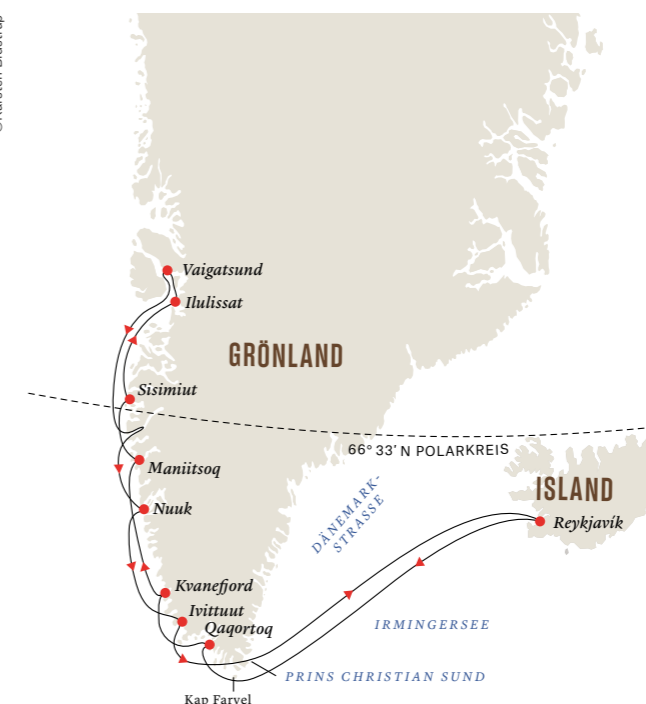 Vaigatsund
Ilulissat
GRÖNLAND
Sisimiut
66° 33' N POLARKREIS
Maniitsoq
ISLAND
Nuuk
DÄNEMARK-
STRASSE
Reykjavík
Kvanefjord
Ivittuut
Qaqortoq
IRMINGERSEE
PRINS CHRISTIAN SUND
Kap Farvel